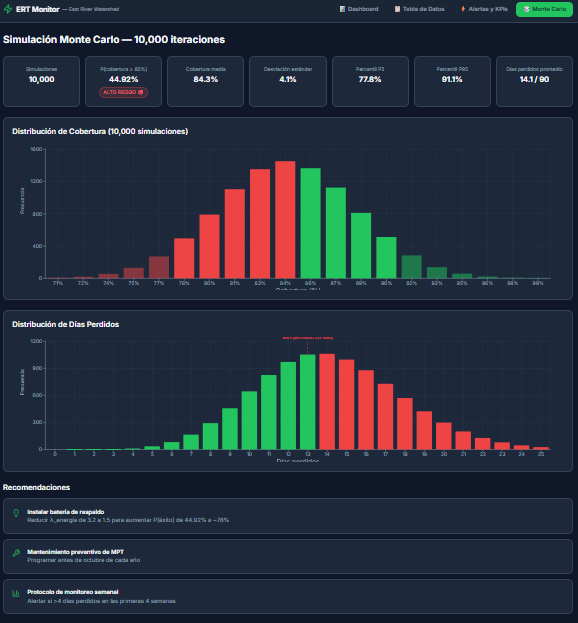 ERT Monitor — East River Watershed
Dashboard
Tabla de Datos
Alertas y KPIs
Monte Carlo
Simulación Monte Carlo — 10,000 iteraciones
Simulaciones
10,000
P(cobertura ≥ 85%)
44.92%
ALTO RIESGO
Cobertura media
84.3%
Desviación estándar
4.1%
Percentil P5
77.8%
Percentil P95
91.1%
Días perdidos promedio
14.1 / 90
Distribución de Cobertura (10,000 simulaciones)
Frecuencia
1600
1200
800
400
0
71% 72% 74% 75% 77% 78% 80% 81% 83% 84% 86% 87% 89% 90% 92% 93% 95% 96% 98% 99%
Distribución de Días Perdidos
Frecuencia
1200
900
600
300
0
0 1 2 3 4 5 6 7 8 9 10 11 12 13 14 15 16 17 18 19 20 21 22 23 24 25
Días perdidos
Recomendaciones
Instalar batería de respaldo
Reducir λ_energía de 3.2 a 1.5 para aumentar P(éxito) de 44.92% a ~76%
Mantenimiento preventivo de MPT
Programar antes de octubre de cada año
Protocolo de monitoreo semanal
Alertar si >4 días perdidos en las primeras 4 semanas